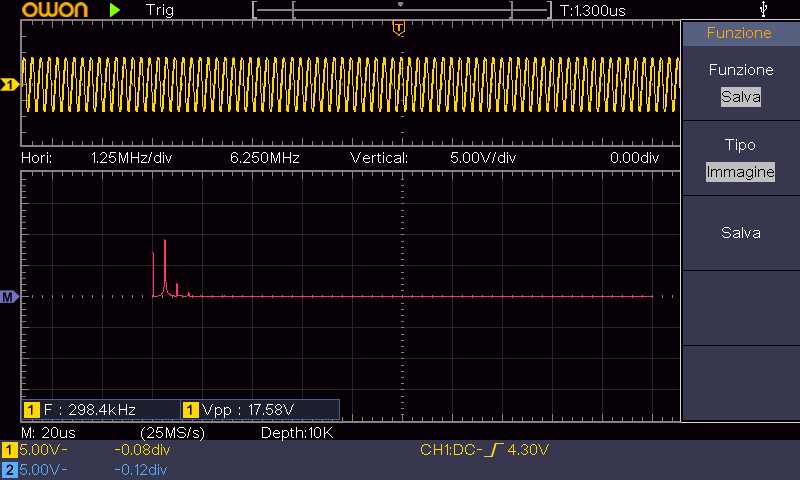 owon Trig T:1.300us
T
Funzione
Funzione
Salva
1
Hori: 1.25MHz/div 6.250MHz Vertical: 5.00V/div 0.00div
Tipo
Immagine
Salva
M
1 F : 298.4kHz 1 Vpp : 17.58V
M: 20us (25MS/s) Depth:10K
1 5.00V- -0.08div CH1:DC- 4.30V
2 5.00V- -0.12div